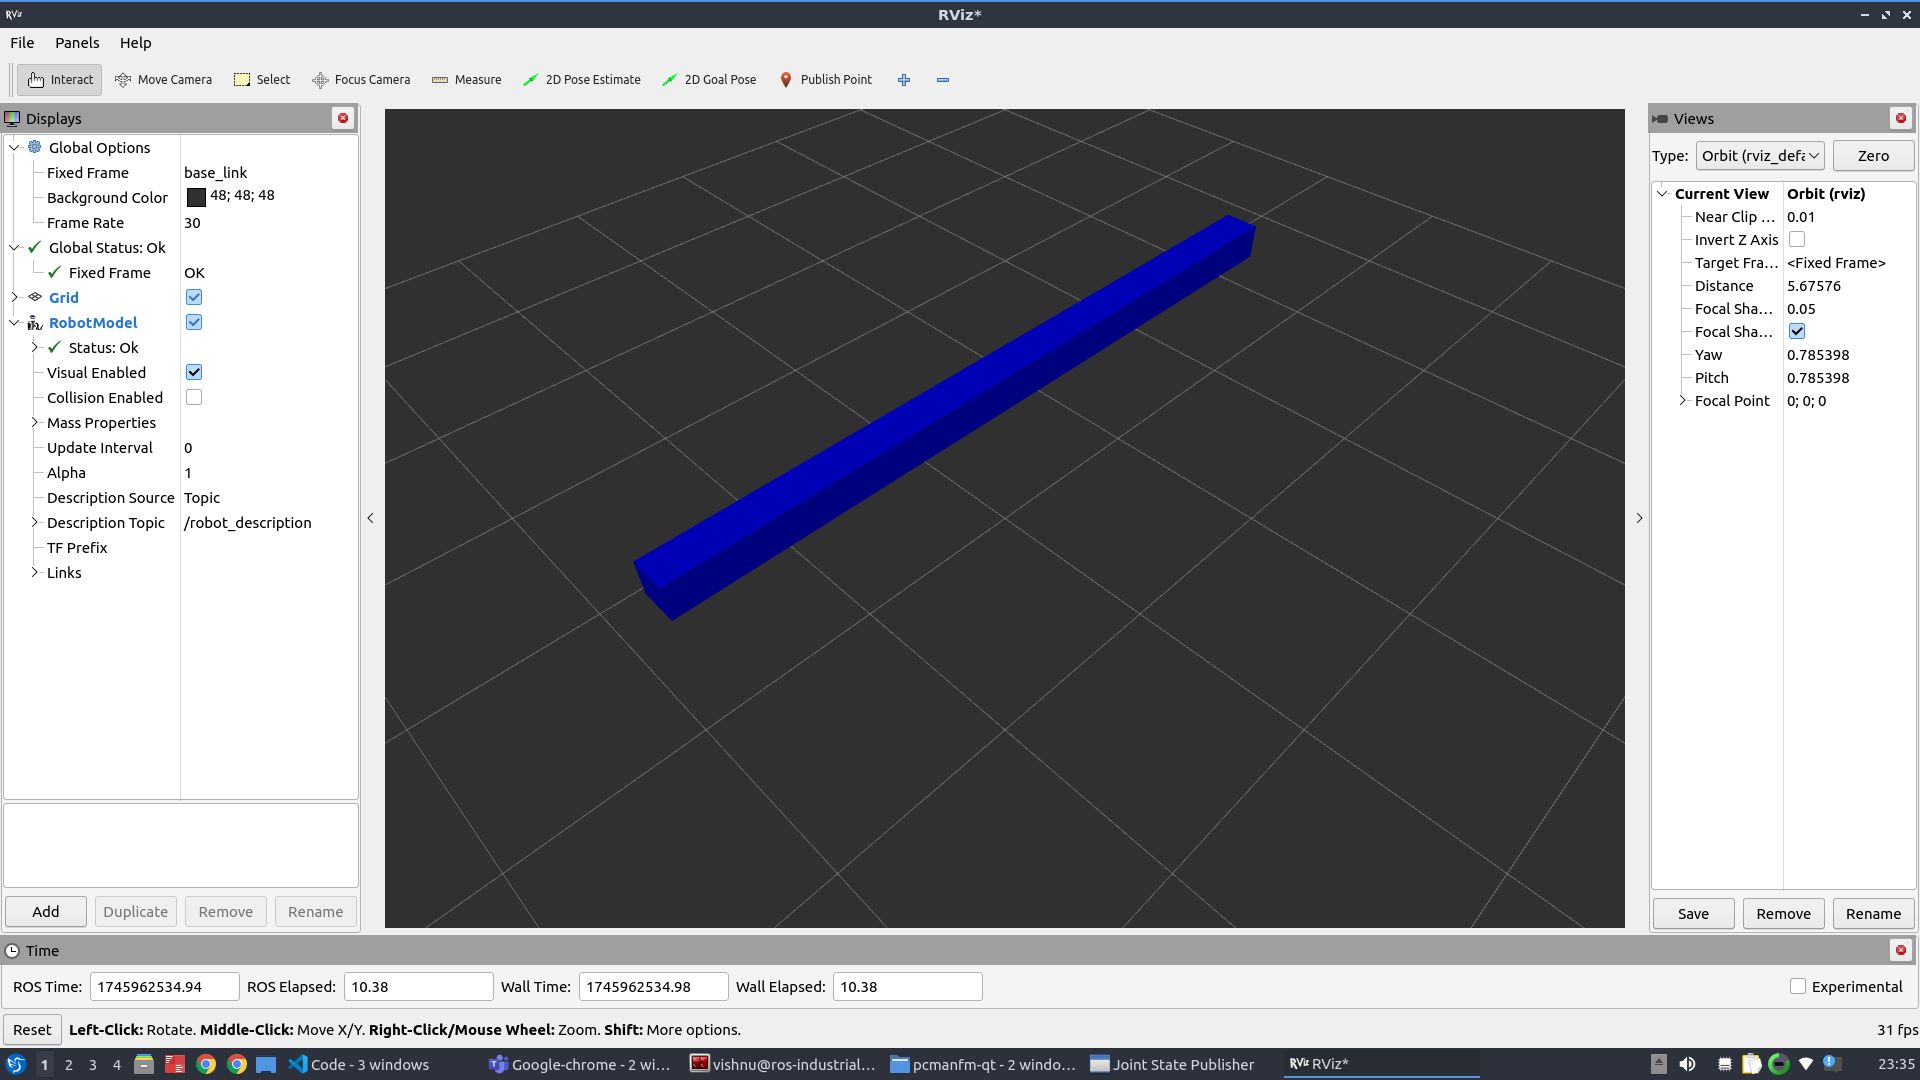 RViz*
File Panels Help
Interact Move Camera Select Focus Camera Measure 2D Pose Estimate 2D Goal Pose Publish Point
Displays
Global Options
Fixed Frame base_link
Background Color 48; 48; 48
Frame Rate 30
Global Status: Ok
Fixed Frame OK
Grid
RobotModel
Status: Ok
Visual Enabled
Collision Enabled
Mass Properties
Update Interval 0
Alpha 1
Description Source Topic
Description Topic /robot_description
TF Prefix
Links
Add Duplicate Remove Rename
Views
Type: Orbit (rviz_defa Zero
Current View Orbit (rviz)
Near Clip ... 0.01
Invert Z Axis
Target Fra... <Fixed Frame>
Distance 5.67576
Focal Sha... 0.05
Focal Sha...
Yaw 0.785398
Pitch 0.785398
Focal Point 0; 0; 0
Save Remove Rename
Time
ROS Time: 1745962534.94 ROS Elapsed: 10.38 Wall Time: 1745962534.98 Wall Elapsed: 10.38 Experimental
Reset Left-Click: Rotate. Middle-Click: Move X/Y. Right-Click/Mouse Wheel: Zoom. Shift: More options. 31 fps
1 2 3 4 Code - 3 windows Google-chrome - 2 wi... vishnu@ros-industrial... pcmanfm-qt - 2 windo... Joint State Publisher RViz RViz* 23:35